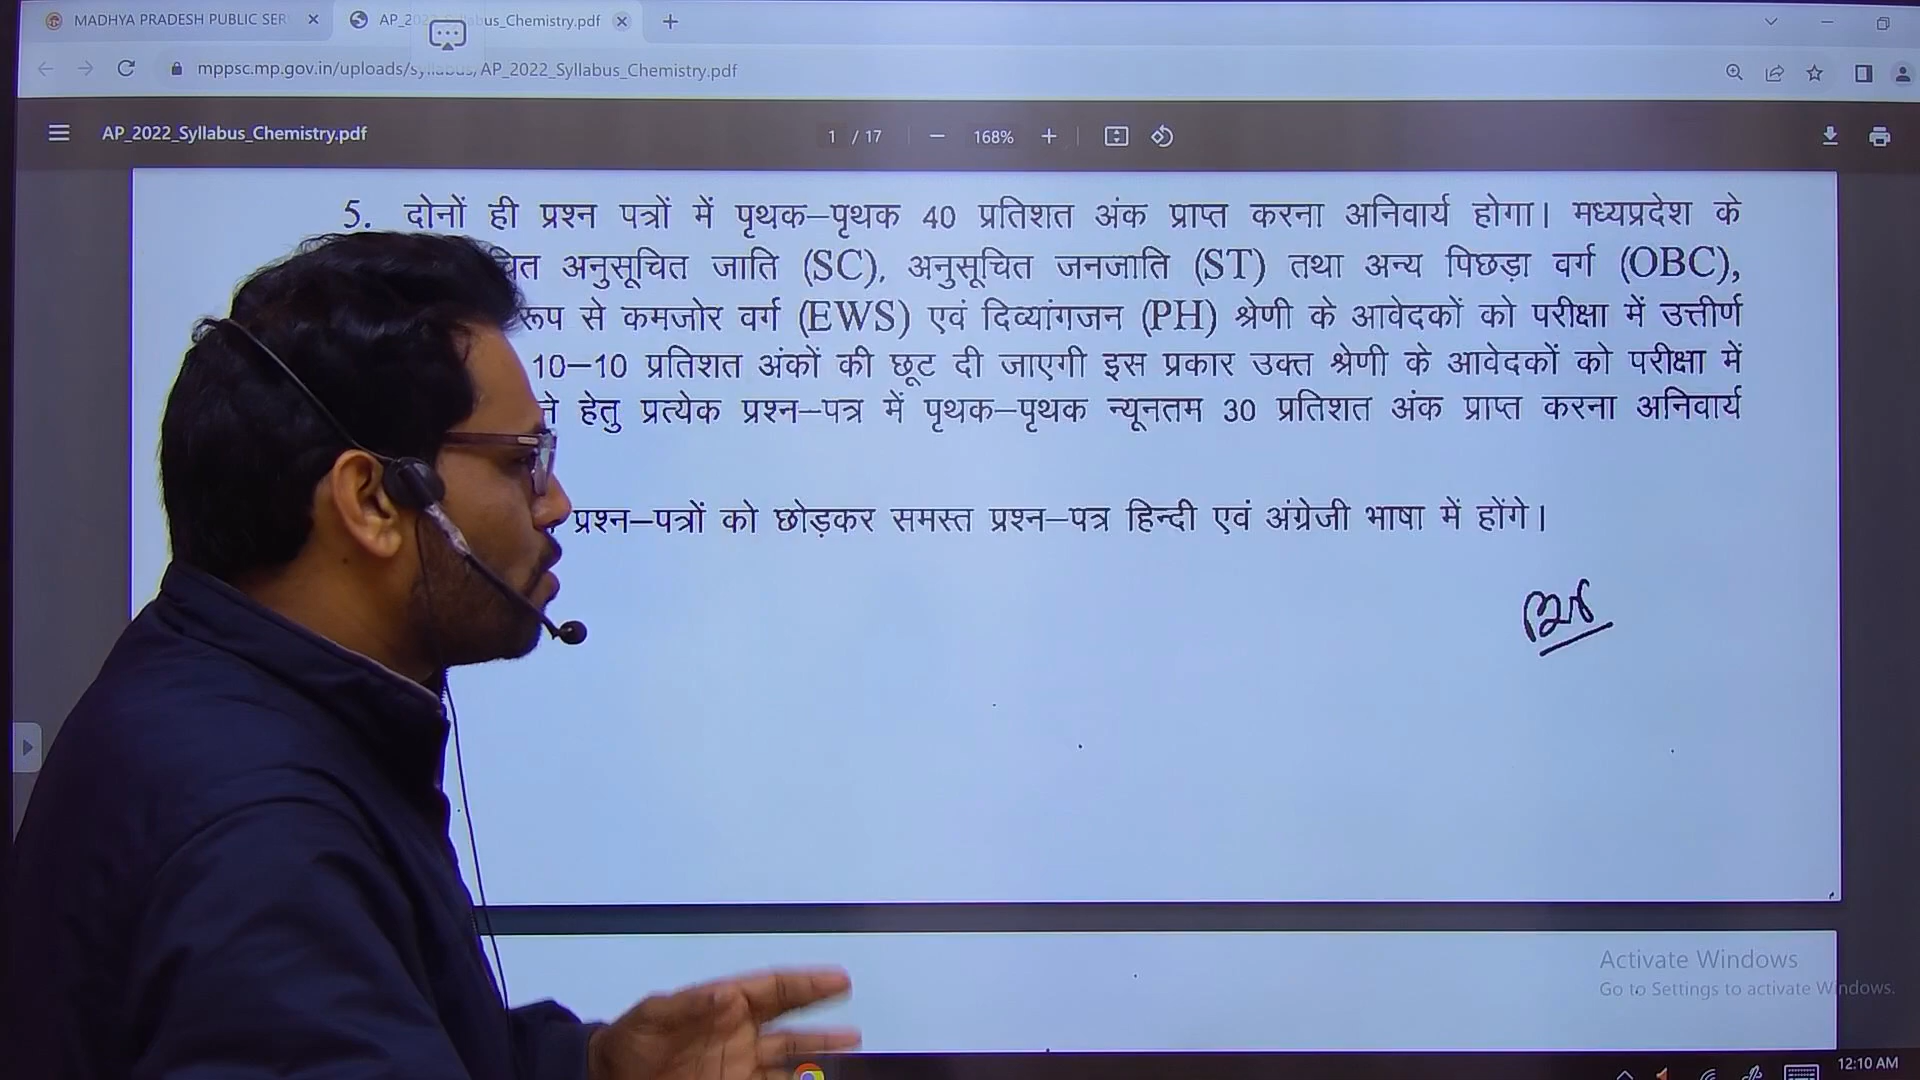 MADHYA PRADESH PUBLIC SER
AP_2022_Syllabus_Chemistry.pdf
mppsc.mp.gov.in/uploads/syllabus/AP_2022_Syllabus_Chemistry.pdf
AP_2022_Syllabus_Chemistry.pdf
1 / 17
168%
5. दोनों ही प्रश्न पत्रों में पृथक–पृथक 40 प्रतिशत अंक प्राप्त करना अनिवार्य होगा। मध्यप्रदेश के
अनुसूचित जाति (SC), अनुसूचित जनजाति (ST) तथा अन्य पिछड़ा वर्ग (OBC),
रूप से कमजोर वर्ग (EWS) एवं दिव्यांगजन (PH) श्रेणी के आवेदकों को परीक्षा में उत्तीर्ण
10–10 प्रतिशत अंकों की छूट दी जाएगी इस प्रकार उक्त श्रेणी के आवेदकों को परीक्षा में
हेतु प्रत्येक प्रश्न–पत्र में पृथक–पृथक न्यूनतम 30 प्रतिशत अंक प्राप्त करना अनिवार्य
प्रश्न–पत्रों को छोड़कर समस्त प्रश्न–पत्र हिन्दी एवं अंग्रेजी भाषा में होंगे।
Activate Windows
Go to Settings to activate Windows.
12:10 AM